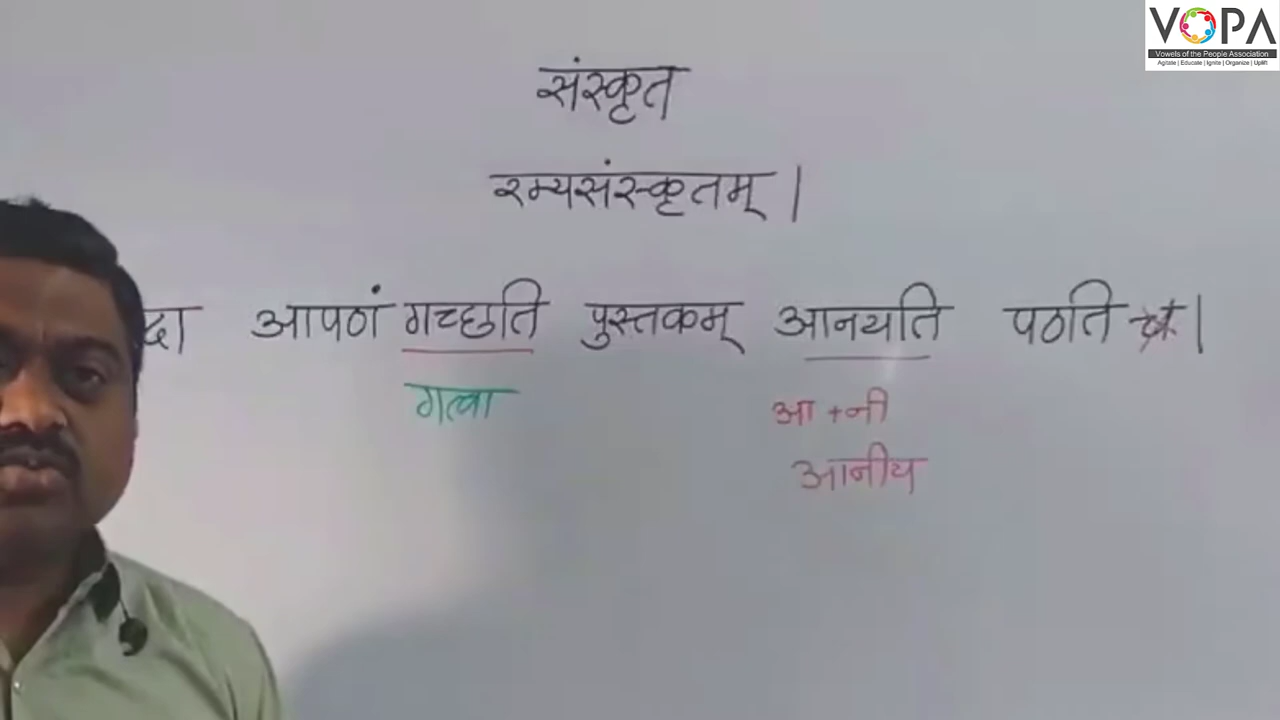 VOPA
Vowels of the People Association
Agitate | Educate | Ignite | Organize | Uplift
संस्कृत
रम्यसंस्कृतम् |
आपणं गच्छति पुस्तकम् आनयति पठति |
गत्वा
आ + नी
आनीय